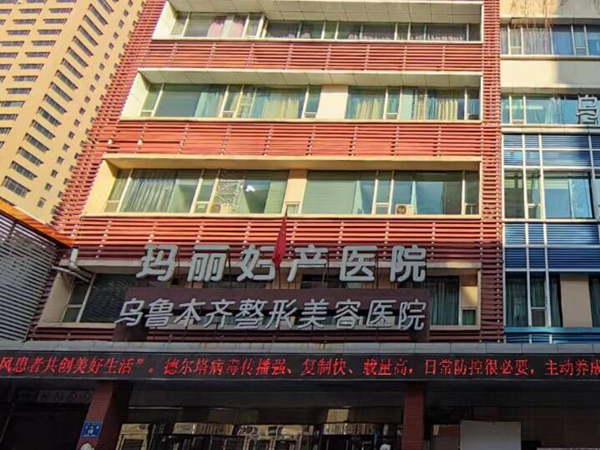 玛丽妇产医院
乌鲁木齐整形美容医院
风患者共创美好生活”。德尔塔病毒传播强、复制快、载量高，日常防控很必要，主动养成
乌